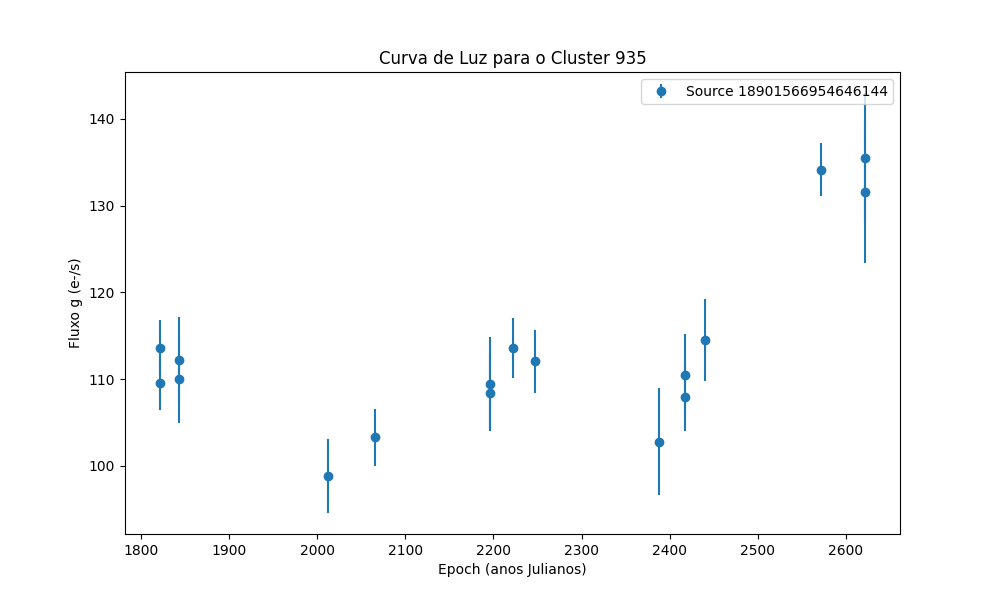 Curva de Luz para o Cluster 935
Source 18901566954646144
140
130
120
110
100
Fluxo g (e-/s)
1800 1900 2000 2100 2200 2300 2400 2500 2600
Epoch (anos Julianos)